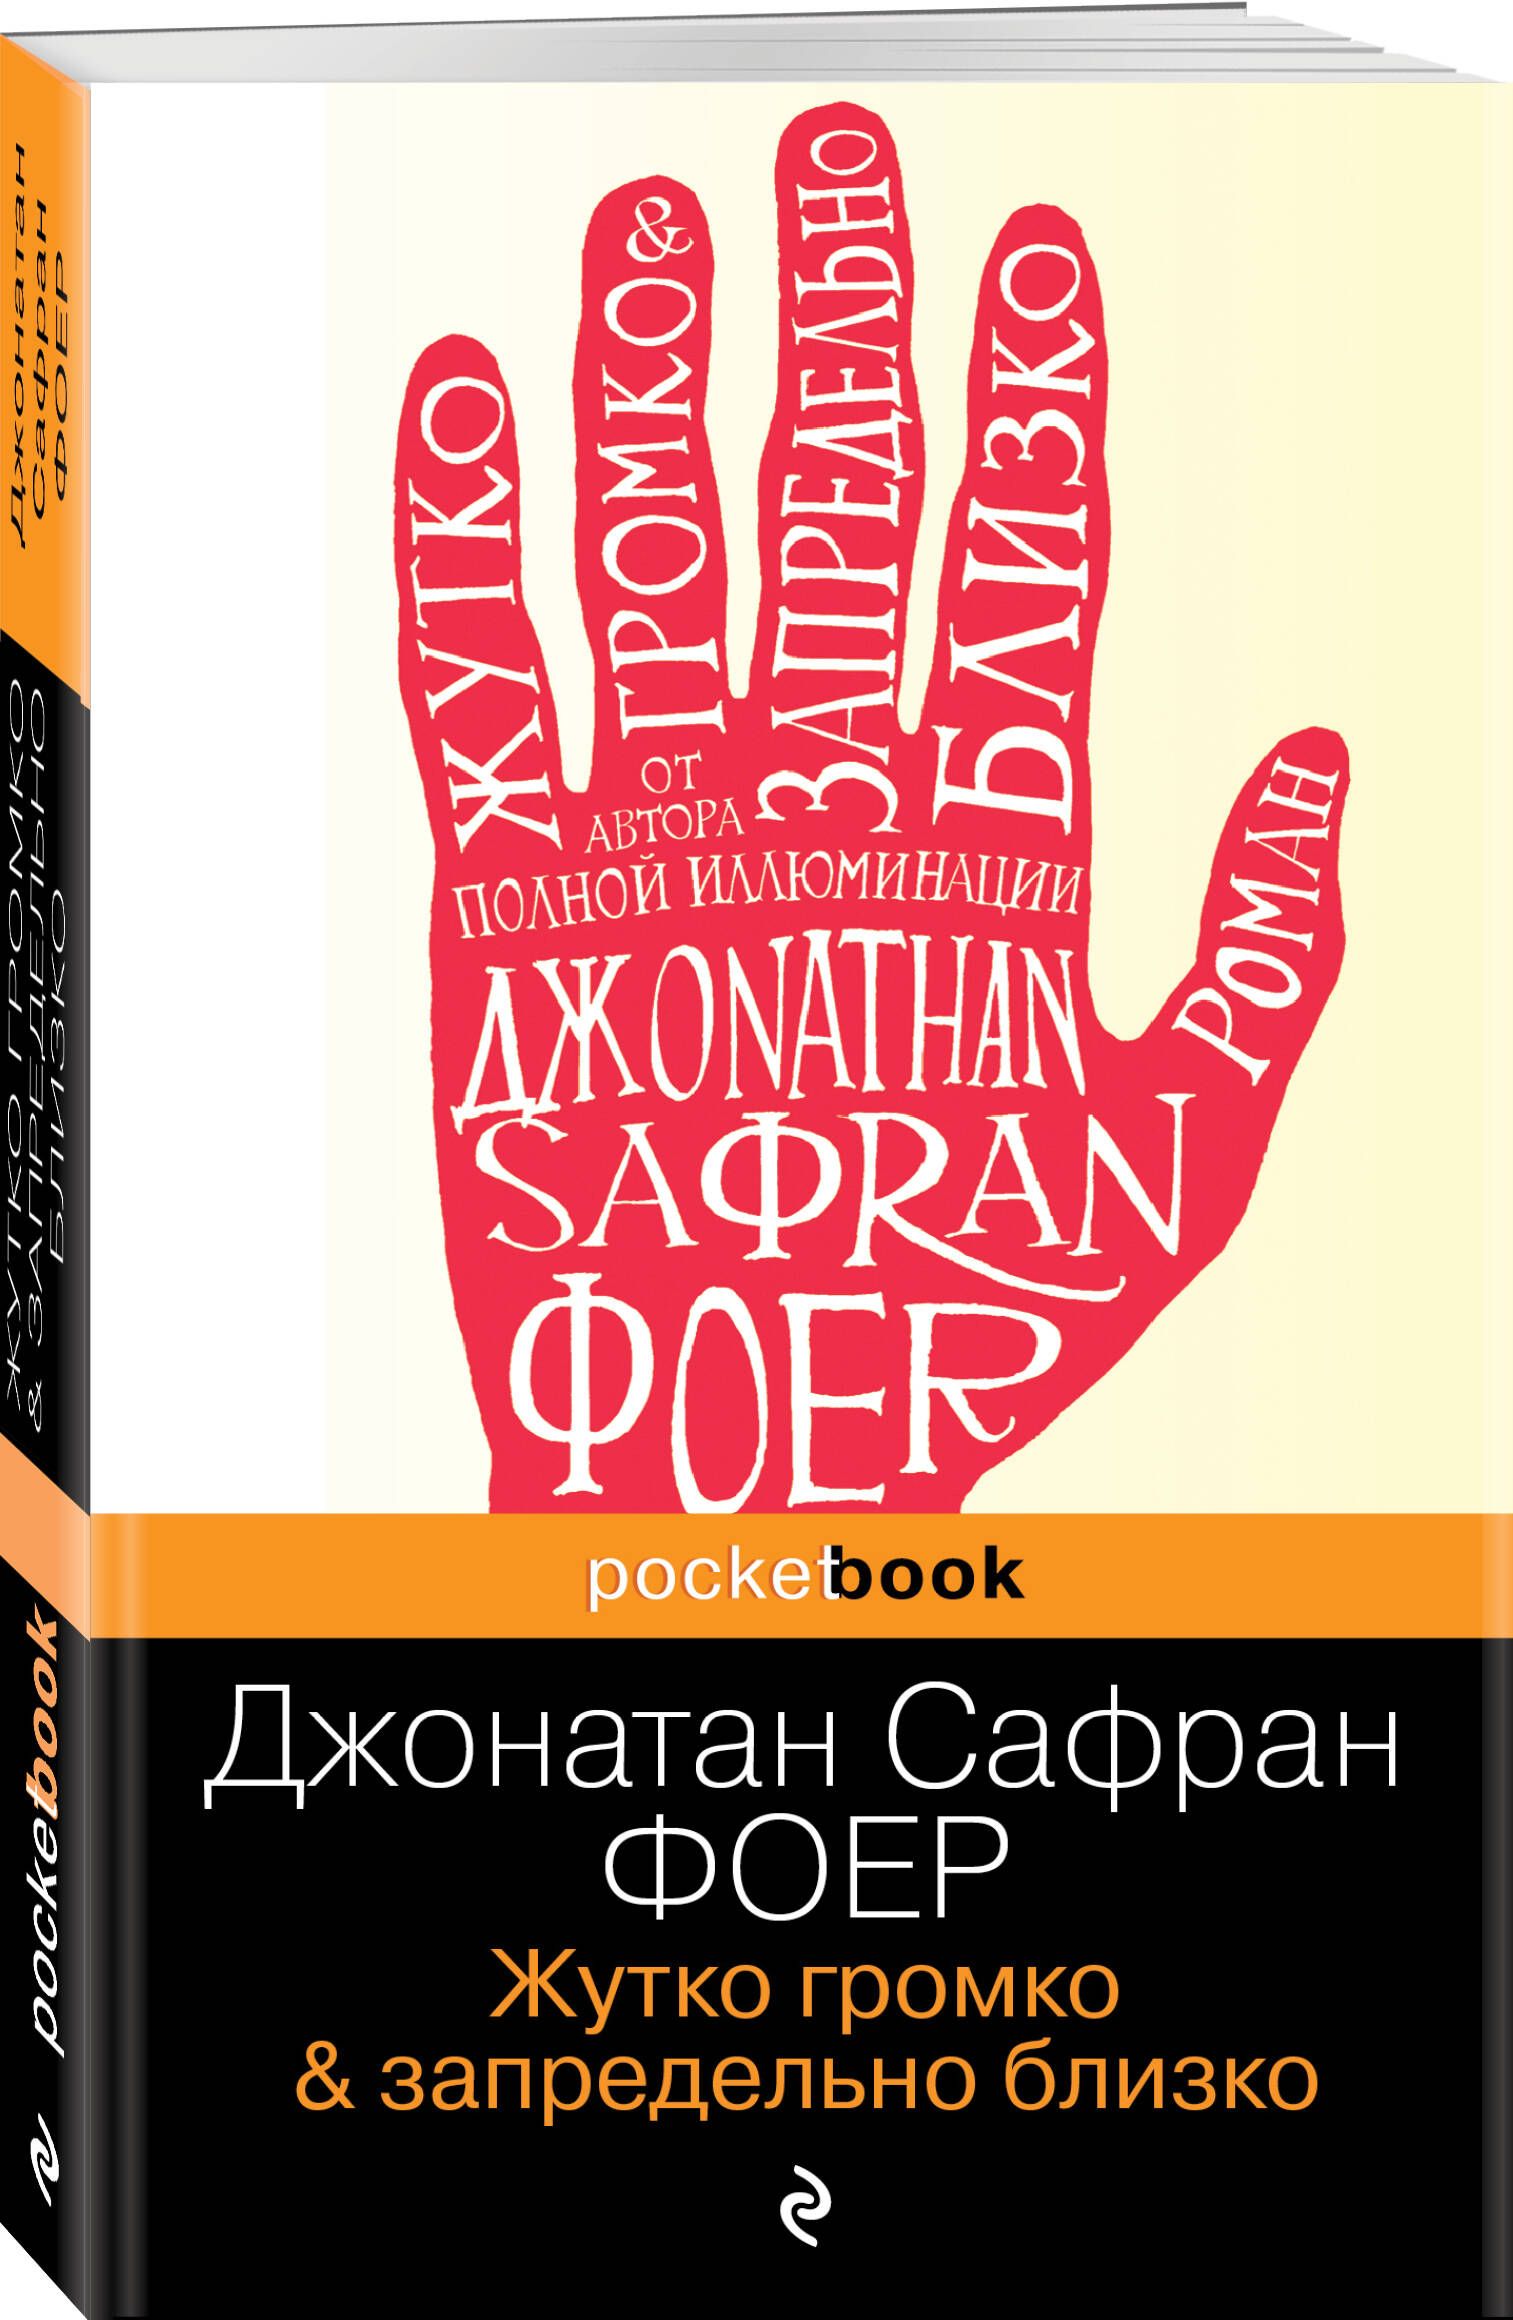 ЖУТКО
ГРОМКО &
ЗАПРЕДЕЛЬНО
БЛИЗКО
РОМАН
ОТ
АВТОРА
ПОЛНОЙ ИЛЛЮМИНАЦИИ
ДЖОNATHAN
SAФRAN
ФОЕR
pocketbook
Джонатан Сафран
ФОЕР
Жутко громко
& запредельно близко
Джонатан
Сафран
ФОЕР
ЖУТКО ГРОМКО
& ЗАПРЕДЕЛЬНО
БЛИЗКО
pocketbook